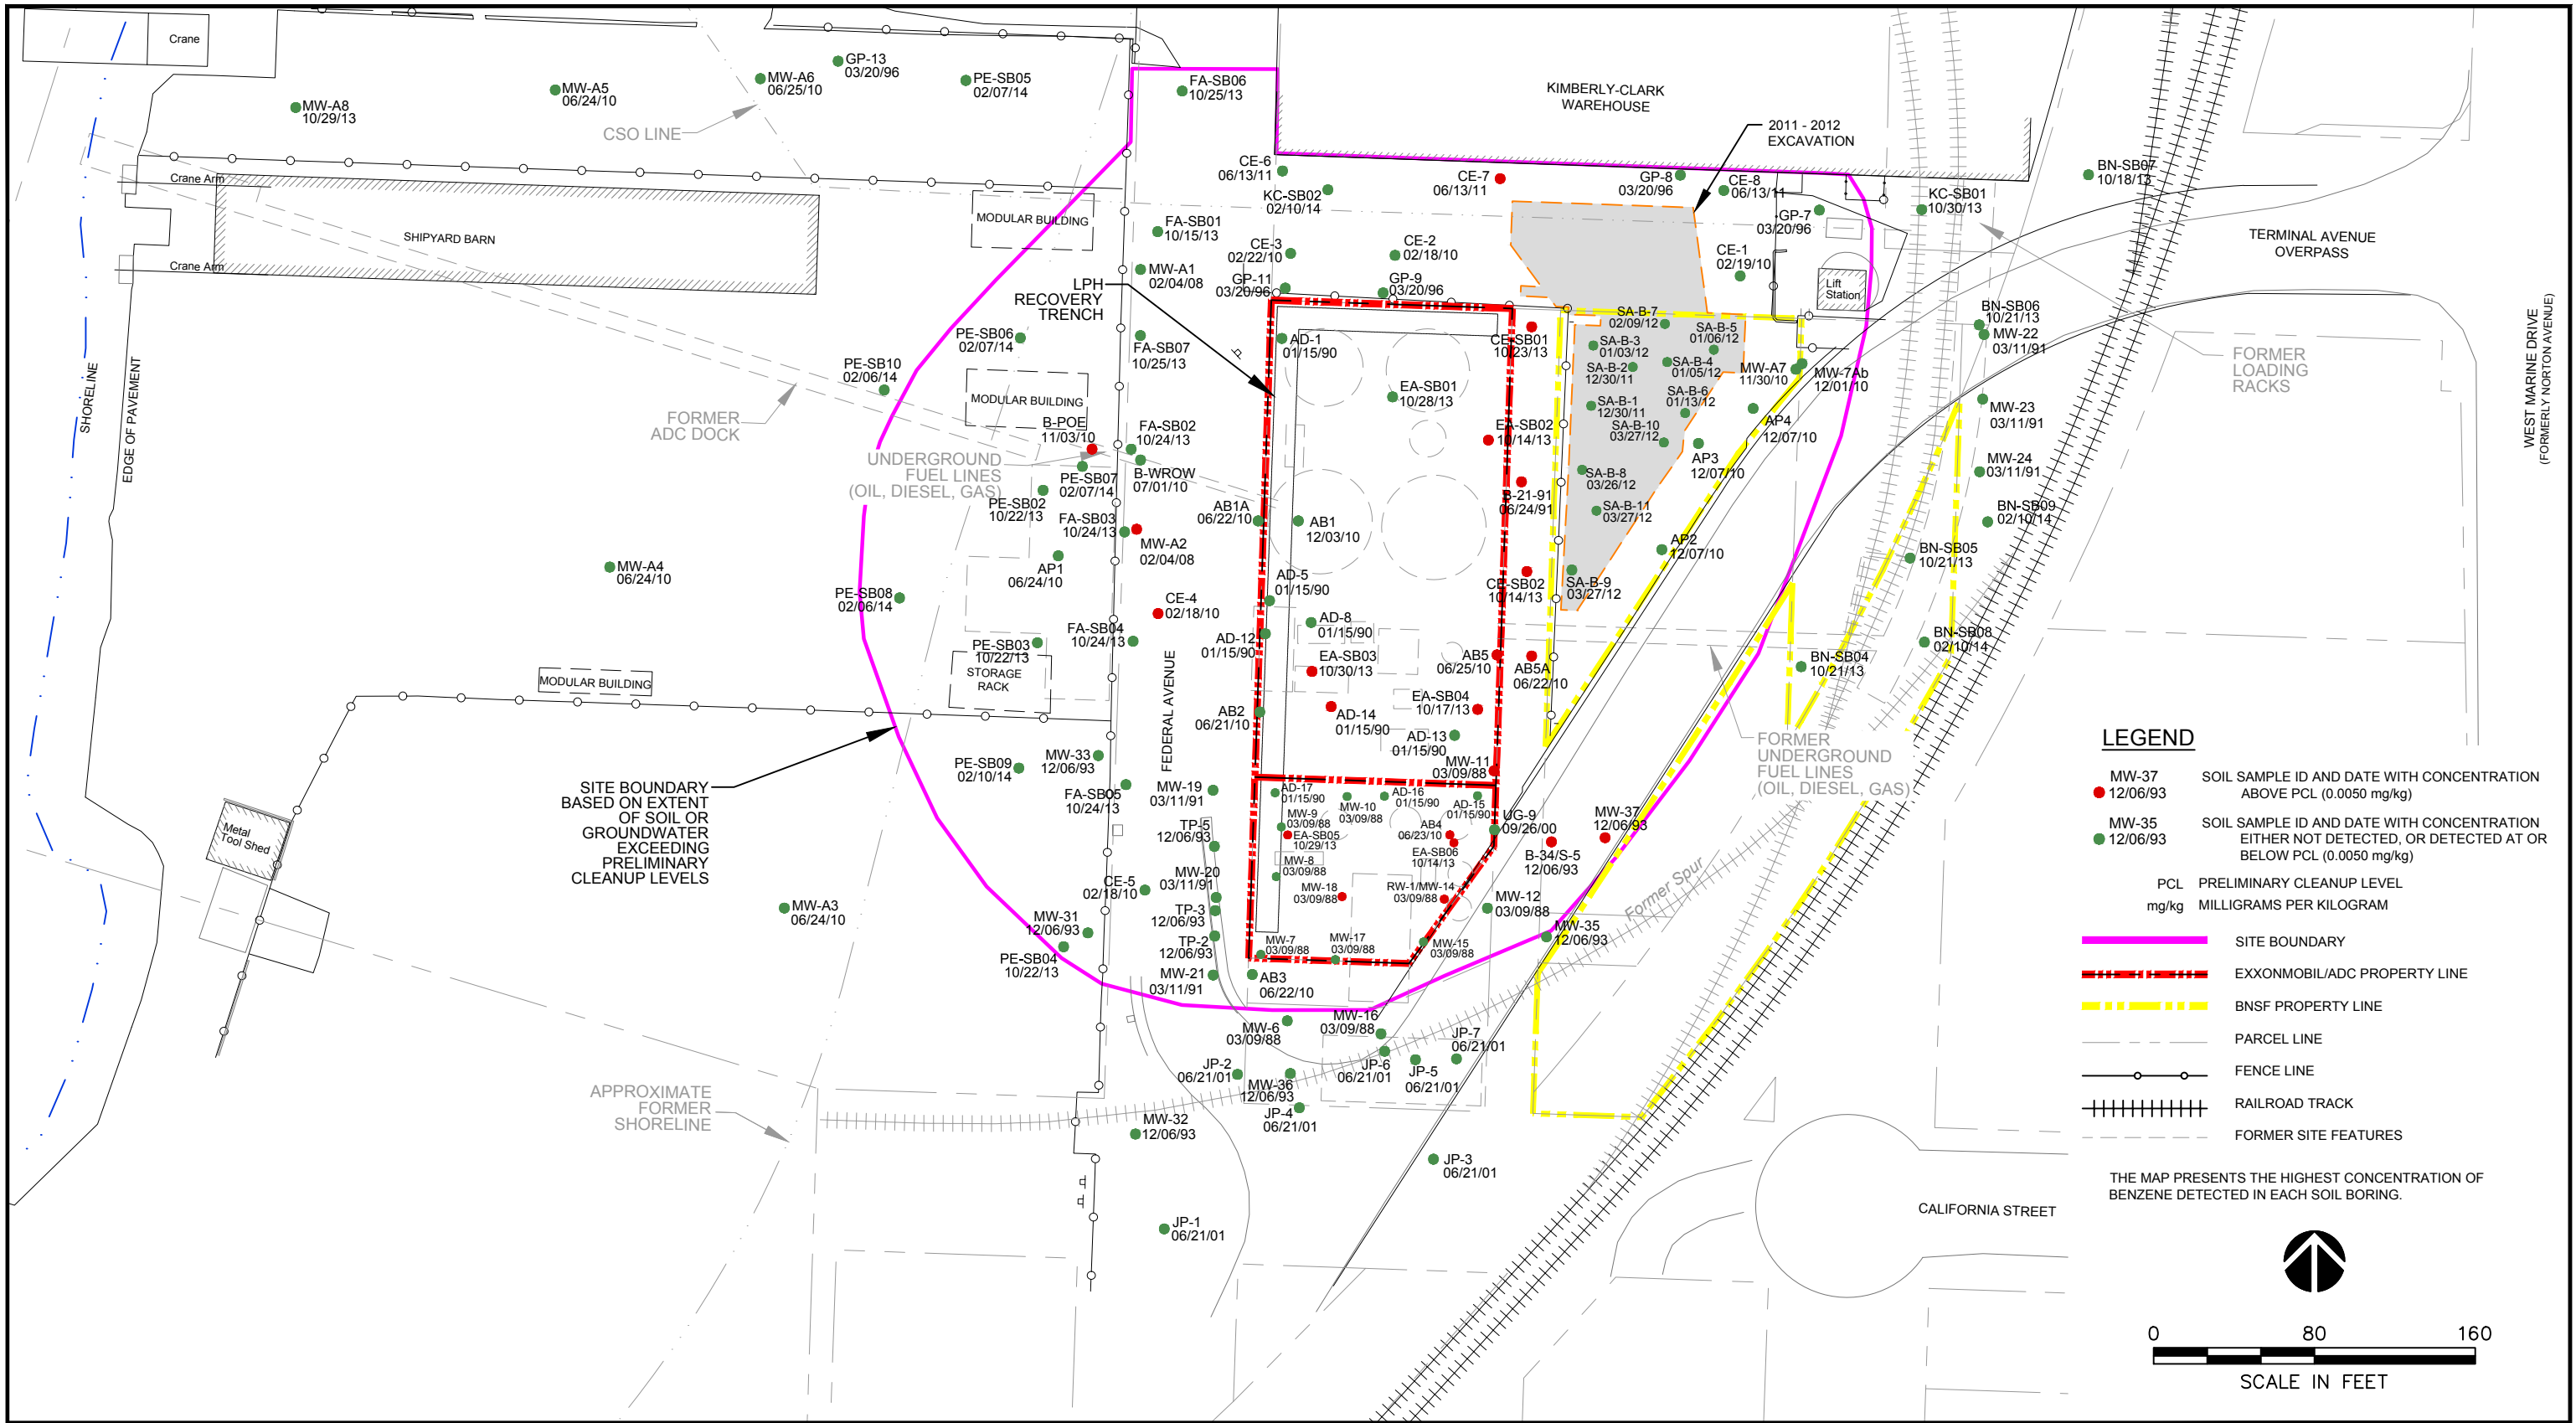 Crane
MW-A8
10/29/13
MW-A5
06/24/10
MW-A6
06/25/10
GP-13
03/20/96
PE-SB05
02/07/14
FA-SB06
10/25/13
CSO LINE
KIMBERLY-CLARK
WAREHOUSE
2011 - 2012
EXCAVATION
BN-SB07
10/18/13
KC-SB01
10/30/13
TERMINAL AVENUE
OVERPASS
Crane Arm
SHIPYARD BARN
Crane Arm
MODULAR BUILDING
CE-6
06/13/11
KC-SB02
02/10/14
CE-7
06/13/11
GP-8
03/20/96
CE-8
06/13/11
GP-7
03/20/96
FA-SB01
10/15/13
CE-3
02/22/10
CE-2
02/18/10
CE-1
02/19/10
MW-A1
02/04/08
GP-11
03/20/96
GP-9
03/20/96
Lift
Station
LPH
RECOVERY
TRENCH
BN-SB06
10/21/13
MW-22
03/11/91
WEST MARINE DRIVE
(FORMERLY NORTON AVENUE)
PE-SB06
02/07/14
FA-SB07
10/25/13
AD-1
01/15/90
CE-SB01
10/23/13
SA-B-7
02/09/12
SA-B-5
01/06/12
SA-B-3
01/03/12
SA-B-4
01/05/12
SA-B-2
12/30/11
SA-B-6
01/13/12
SA-B-1
12/30/11
SA-B-10
03/27/12
MW-A7
11/30/10
MW-7Ab
12/01/10
FORMER
LOADING
RACKS
SHORELINE
EDGE OF PAVEMENT
PE-SB10
02/06/14
MODULAR BUILDING
EA-SB01
10/28/13
MW-23
03/11/91
FORMER
ADC DOCK
B-POE
11/03/10
FA-SB02
10/24/13
EA-SB02
10/14/13
AP4
12/07/10
AP3
12/07/10
MW-24
03/11/91
UNDERGROUND
FUEL LINES
(OIL, DIESEL, GAS)
B-WROW
07/01/10
PE-SB07
02/07/14
PE-SB02
10/22/13
B-21-91
06/24/91
SA-B-8
03/26/12
SA-B-11
03/27/12
BN-SB09
02/10/14
FA-SB03
10/24/13
MW-A2
02/04/08
AB1A
06/22/10
AB1
12/03/10
AP2
12/07/10
BN-SB05
10/21/13
MW-A4
06/24/10
AP1
06/24/10
PE-SB08
02/06/14
AD-5
01/15/90
CE-SB02
10/14/13
SA-B-9
03/27/12
CE-4
02/18/10
FA-SB04
10/24/13
PE-SB03
10/22/13
STORAGE
RACK
AD-8
01/15/90
AD-12
01/15/90
EA-SB03
10/30/13
AB5
06/25/10
AB5A
06/22/10
BN-SB08
02/10/14
BN-SB04
10/21/13
MODULAR BUILDING
FEDERAL AVENUE
AB2
06/21/10
AD-14
01/15/90
EA-SB04
10/17/13
AD-13
01/15/90
MW-11
03/09/88
FORMER
UNDERGROUND
FUEL LINES
(OIL, DIESEL, GAS)
PE-SB09
02/10/14
MW-33
12/06/93
FA-SB05
10/24/13
MW-19
03/11/91
SITE BOUNDARY
BASED ON EXTENT
OF SOIL OR
GROUNDWATER
EXCEEDING
PRELIMINARY
CLEANUP LEVELS
Metal
Tool Shed
AD-17
01/15/90
MW-10
03/09/88
AD-16
01/15/90
AD-15
01/15/90
MW-9
03/09/88
EA-SB05
10/29/13
AB4
06/23/10
EA-SB06
10/14/13
UG-9
09/26/00
MW-37
12/06/93
B-34/S-5
12/06/93
TP-5
12/06/93
MW-8
03/09/88
MW-18
03/09/88
RW-1/MW-14
03/09/88
MW-12
03/09/88
MW-20
03/11/91
CE-5
02/18/10
MW-A3
06/24/10
TP-3
12/06/93
MW-31
12/06/93
TP-2
12/06/93
PE-SB04
10/22/13
MW-7
03/09/88
MW-17
03/09/88
MW-15
03/09/88
MW-35
12/06/93
Former Spur
MW-21
03/11/91
AB3
06/22/10
MW-6
03/09/88
MW-16
03/09/88
JP-7
06/21/01
JP-2
06/21/01
MW-36
12/06/93
JP-6
06/21/01
JP-5
06/21/01
JP-4
06/21/01
APPROXIMATE
FORMER
SHORELINE
MW-32
12/06/93
JP-3
06/21/01
JP-1
06/21/01
CALIFORNIA STREET
LEGEND
MW-37
12/06/93
SOIL SAMPLE ID AND DATE WITH CONCENTRATION
ABOVE PCL (0.0050 mg/kg)
MW-35
12/06/93
SOIL SAMPLE ID AND DATE WITH CONCENTRATION
EITHER NOT DETECTED, OR DETECTED AT OR
BELOW PCL (0.0050 mg/kg)
PCL PRELIMINARY CLEANUP LEVEL
mg/kg MILLIGRAMS PER KILOGRAM
SITE BOUNDARY
EXXONMOBIL/ADC PROPERTY LINE
BNSF PROPERTY LINE
PARCEL LINE
FENCE LINE
RAILROAD TRACK
FORMER SITE FEATURES
THE MAP PRESENTS THE HIGHEST CONCENTRATION OF
BENZENE DETECTED IN EACH SOIL BORING.
0 80 160
SCALE IN FEET